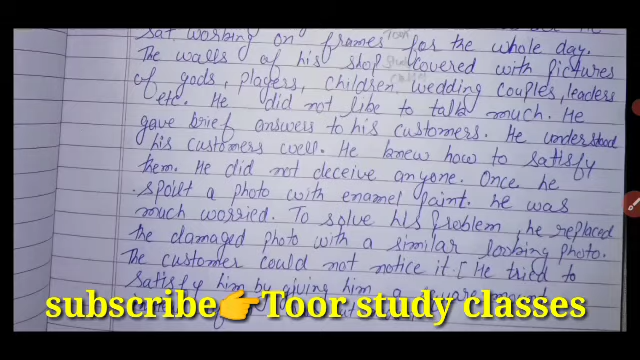 sat working on frames for the whole day.
The walls of his shop covered with pictures
of gods, players, children, wedding couples, leaders
etc. He did not like to talk much. He
gave brief answers to his customers. He understood
his customers well. He knew how to satisfy
them. He did not deceive anyone. Once he
spoilt a photo with enamel paint. he was
much worried. To solve his problem, he replaced
the damaged photo with a similar looking photo.
The customer could not notice it. [He tried to
satisfy him by giving him a
subscribe👉Toor study classes